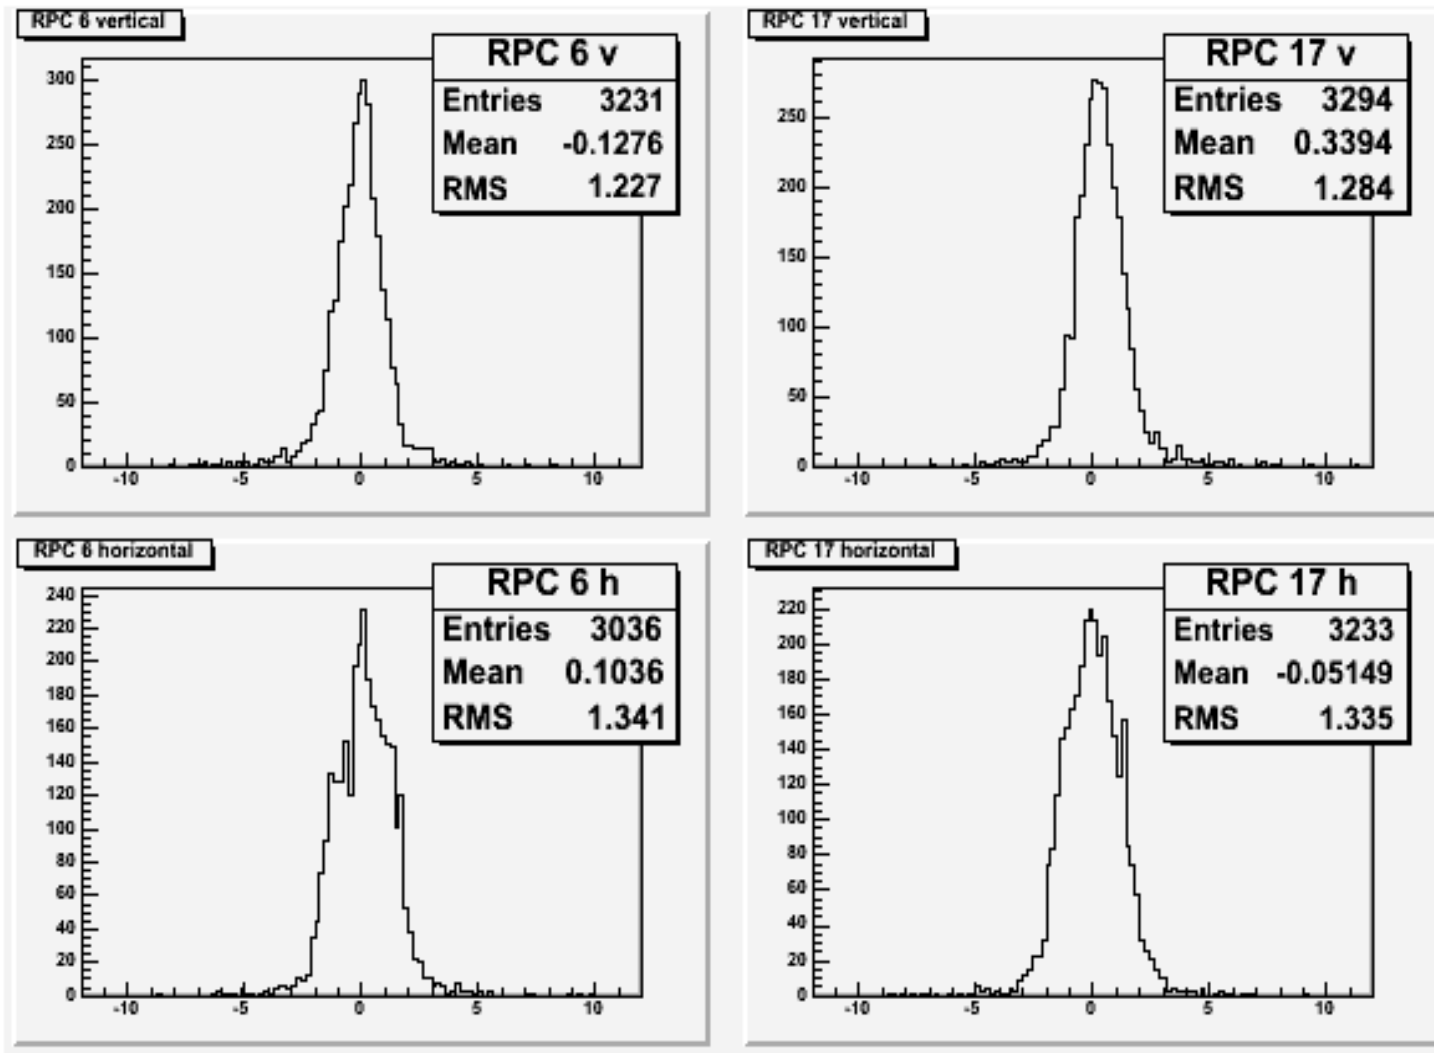 RPC 6 vertical
RPC 6 v
Entries 3231
Mean -0.1276
RMS 1.227
300
250
200
150
100
50
0
-10 -5 0 5 10
RPC 17 vertical
RPC 17 v
Entries 3294
Mean 0.3394
RMS 1.284
250
200
150
100
50
0
-10 -5 0 5 10
RPC 6 horizontal
RPC 6 h
Entries 3036
Mean 0.1036
RMS 1.341
240
220
200
180
160
140
120
100
80
60
40
20
0
-10 -5 0 5 10
RPC 17 horizontal
RPC 17 h
Entries 3233
Mean -0.05149
RMS 1.335
220
200
180
160
140
120
100
80
60
40
20
0
-10 -5 0 5 10